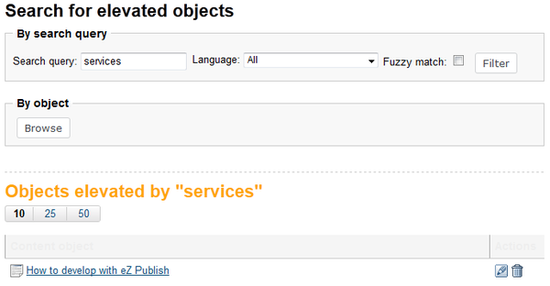 Search for elevated objects
By search query
Search query: services Language: All Fuzzy match: Filter
By object
Browse
Objects elevated by "services"
10 25 50
Content object Actions
How to develop with eZ Publish